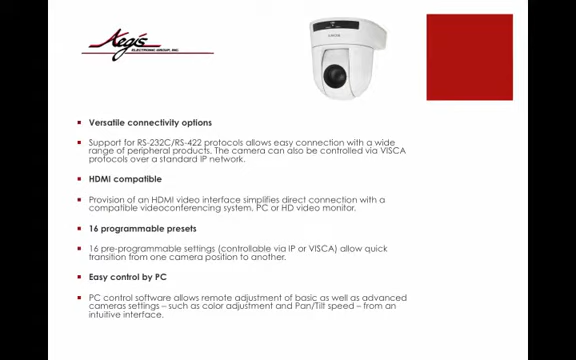 Aegis
ELECTRONIC GROUP, INC.
Versatile connectivity options
Support for RS-232C/RS-422 protocols allows easy connection with a wide
range of peripheral products. The camera can also be controlled via VISCA
protocols over a standard IP network.
HDMI compatible
Provision of an HDMI video interface simplifies direct connection with a
compatible videoconferencing system, PC or HD video monitor.
16 programmable presets
16 pre-programmable settings (controllable via IP or VISCA) allow quick
transition from one camera position to another.
Easy control by PC
PC control software allows remote adjustment of basic as well as advanced
cameras settings – such as color adjustment and Pan/Tilt speed – from an
intuitive interface.